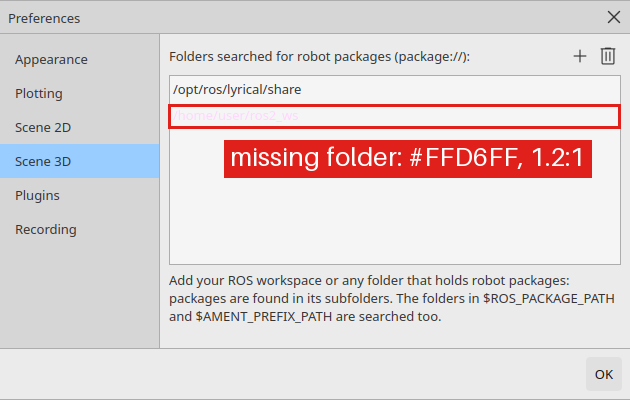 Preferences
Appearance
Plotting
Scene 2D
Scene 3D
Plugins
Recording
Folders searched for robot packages (package://):
/opt/ros/lyrical/share
/home/user/ros2_ws
missing folder: #FFD6FF, 1.2:1
Add your ROS workspace or any folder that holds robot packages:
packages are found in its subfolders. The folders in $ROS_PACKAGE_PATH
and $AMENT_PREFIX_PATH are searched too.
OK